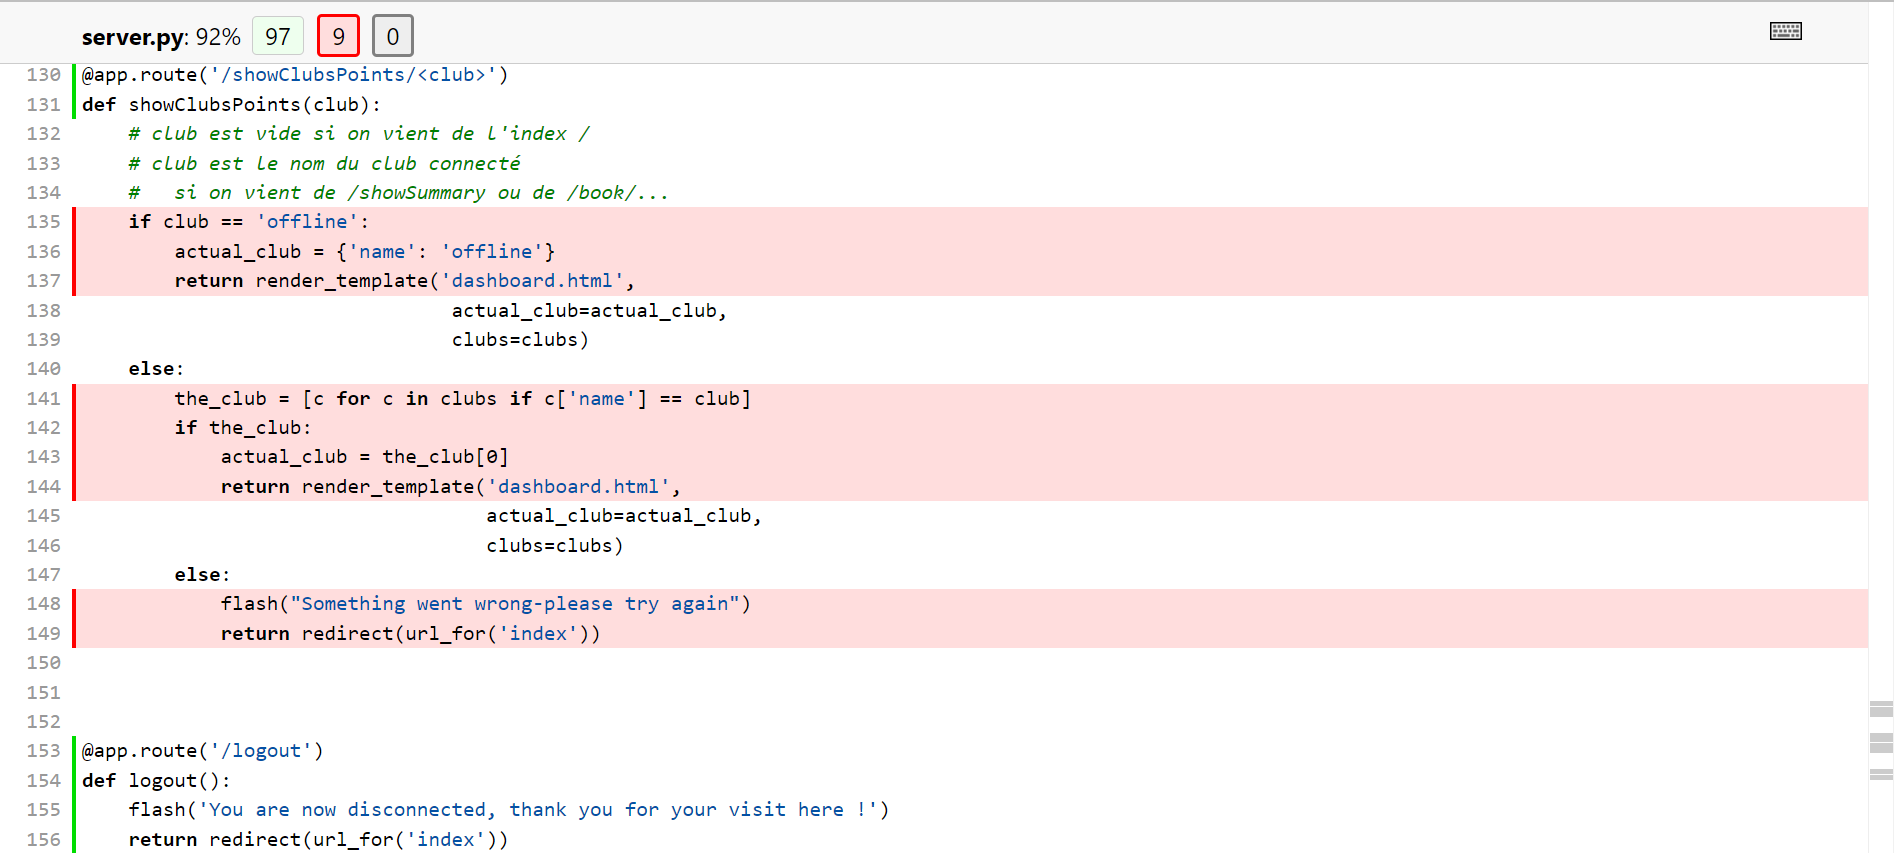 server.py: 92% 97 9 0
130 @app.route('/showClubsPoints/<club>')
131 def showClubsPoints(club):
132     # club est vide si on vient de l'index /
133     # club est le nom du club connecté
134     #   si on vient de /showSummary ou de /book/...
135     if club == 'offline':
136         actual_club = {'name': 'offline'}
137         return render_template('dashboard.html',
138                                 actual_club=actual_club,
139                                 clubs=clubs)
140     else:
141         the_club = [c for c in clubs if c['name'] == club]
142         if the_club:
143             actual_club = the_club[0]
144             return render_template('dashboard.html',
145                                    actual_club=actual_club,
146                                    clubs=clubs)
147         else:
148             flash("Something went wrong-please try again")
149             return redirect(url_for('index'))
150
151
152
153 @app.route('/logout')
154 def logout():
155     flash('You are now disconnected, thank you for your visit here !')
156     return redirect(url_for('index'))